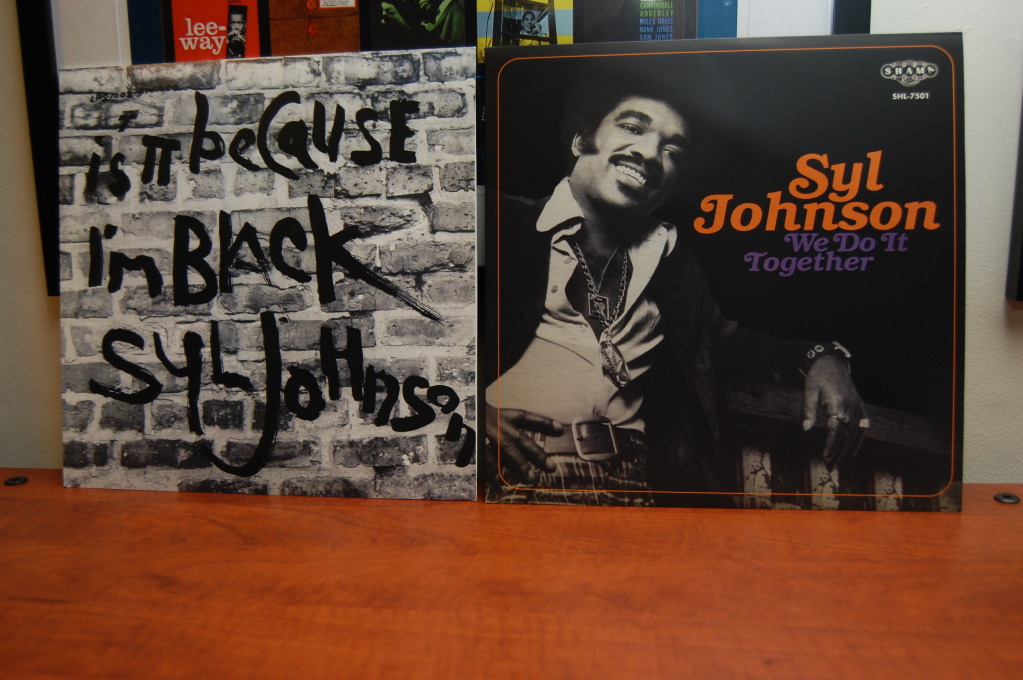 lee-
way
CANNONBALL
ADDERLEY
MILES DAVIS
HANK JONES
SAM JONES
is iT beCAUSE
I'm BlACK
SYL JoHnson
SHAMA
SHL-7501
Syl
Johnson
We Do It
Together